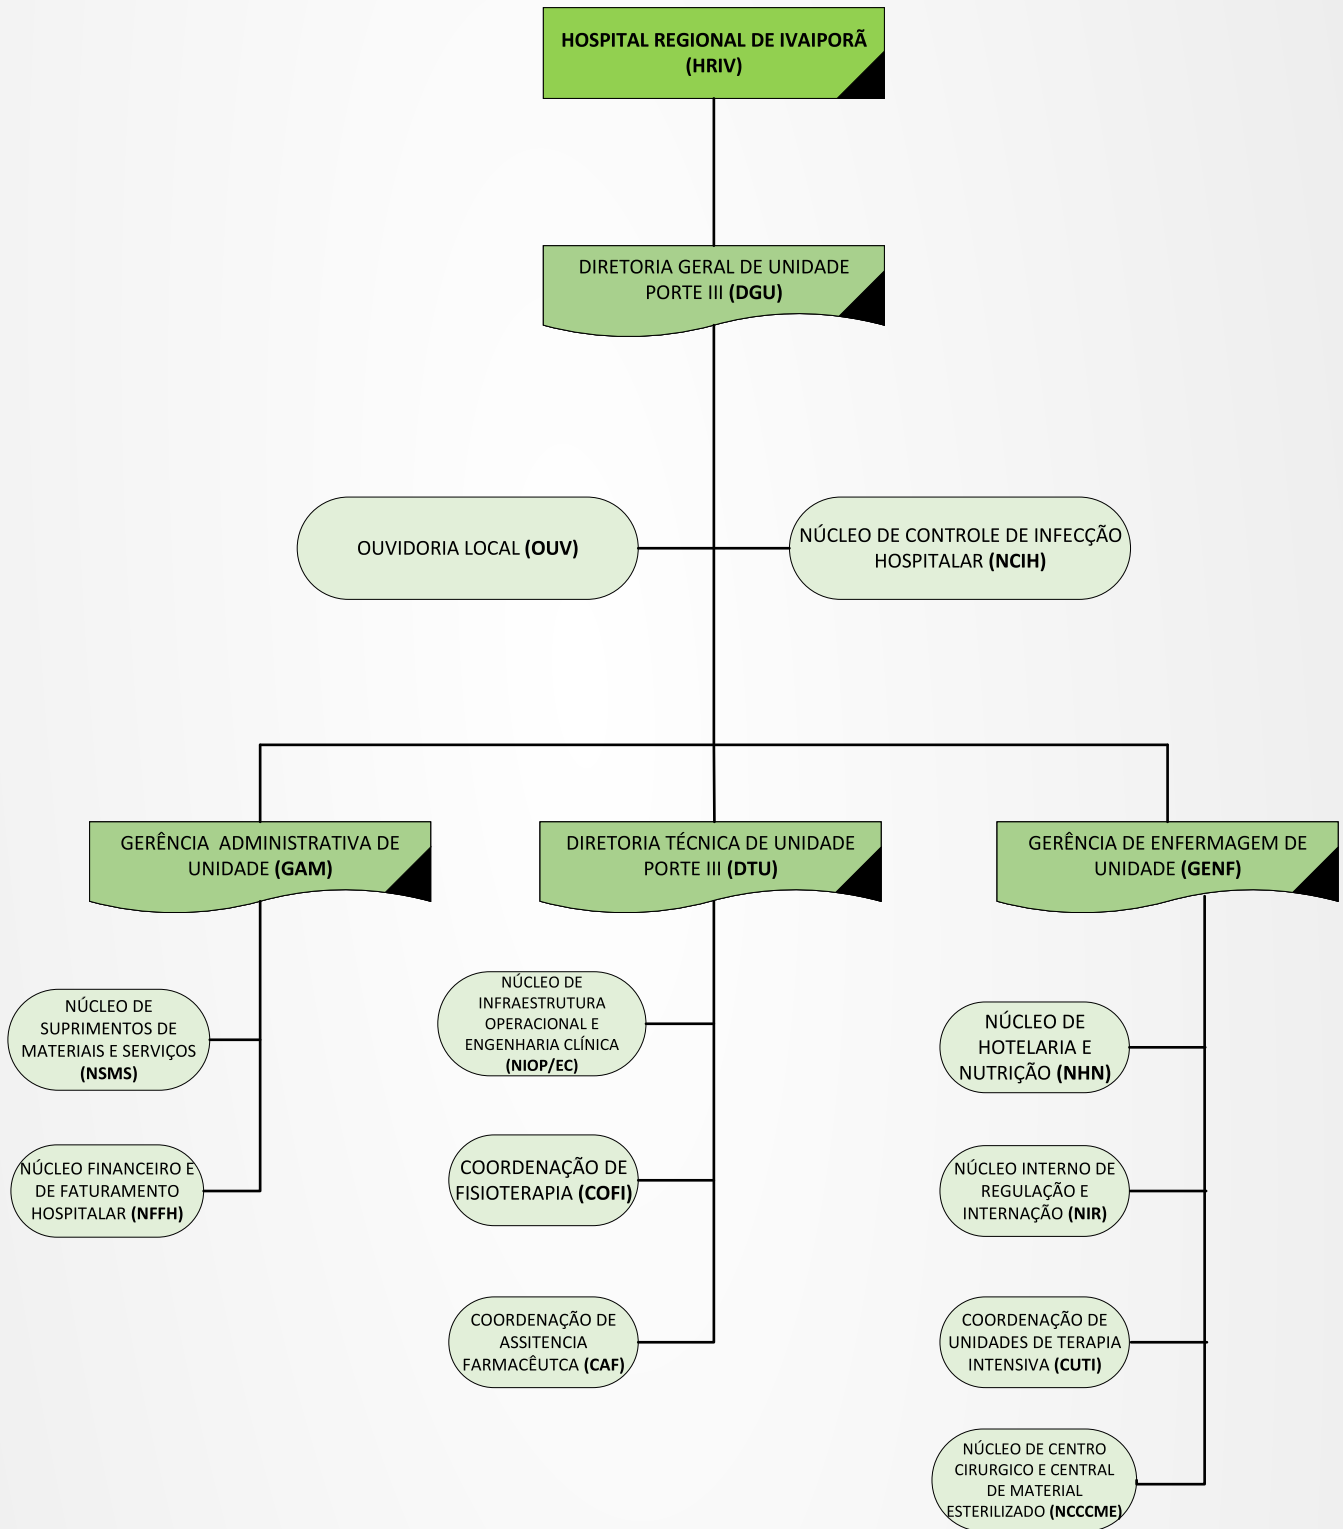 HOSPITAL REGIONAL DE IVAIPORÃ
(HRIV)
DIRETORIA GERAL DE UNIDADE
PORTE III (DGU)
OUVIDORIA LOCAL (OUV)
NÚCLEO DE CONTROLE DE INFECÇÃO
HOSPITALAR (NCIH)
GERÊNCIA ADMINISTRATIVA DE
UNIDADE (GAM)
DIRETORIA TÉCNICA DE UNIDADE
PORTE III (DTU)
GERÊNCIA DE ENFERMAGEM DE
UNIDADE (GENF)
NÚCLEO DE
SUPRIMENTOS DE
MATERIAIS E SERVIÇOS
(NSMS)
NÚCLEO FINANCEIRO E
DE FATURAMENTO
HOSPITALAR (NFFH)
NÚCLEO DE
INFRAESTRUTURA
OPERACIONAL E
ENGENHARIA CLÍNICA
(NIOP/EC)
COORDENAÇÃO DE
FISIOTERAPIA (COFI)
COORDENAÇÃO DE
ASSITENCIA
FARMACÊUTCA (CAF)
NÚCLEO DE
HOTELARIA E
NUTRIÇÃO (NHN)
NÚCLEO INTERNO DE
REGULAÇÃO E
INTERNAÇÃO (NIR)
COORDENAÇÃO DE
UNIDADES DE TERAPIA
INTENSIVA (CUTI)
NÚCLEO DE CENTRO
CIRURGICO E CENTRAL
DE MATERIAL
ESTERILIZADO (NCCCME)